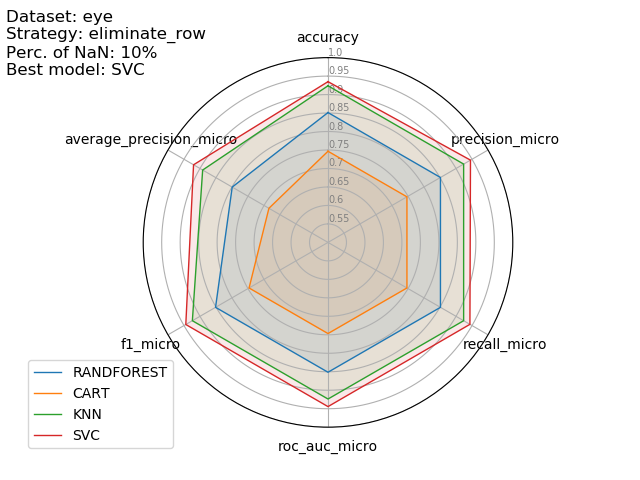 Dataset: eye
Strategy: eliminate_row
Perc. of NaN: 10%
Best model: SVC
accuracy
1.0
0.95
0.9
0.85
0.8
0.75
0.7
0.65
0.6
0.55
average_precision_micro
precision_micro
f1_micro
recall_micro
roc_auc_micro
RANDFOREST
CART
KNN
SVC